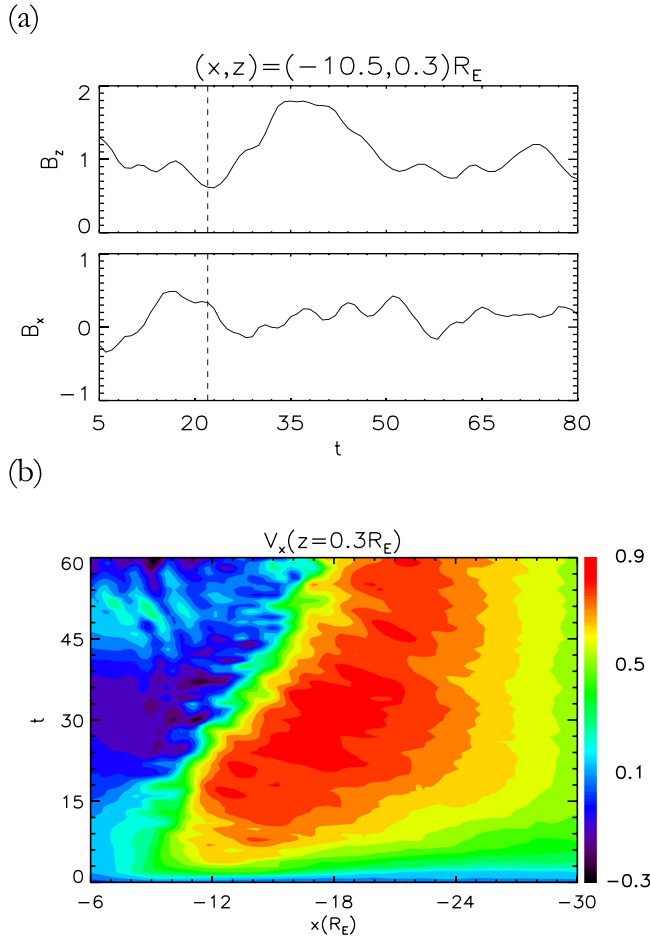 (a)
(x,z)=(-10.5,0.3)R_E
2
1
0
B_z
1
0
-1
B_x
5 20 35 50 65 80
t
(b)
V_x(z=0.3R_E)
60
45
30
15
0
t
-6 -12 -18 -24 -30
x(R_E)
0.9
0.5
0.1
-0.3